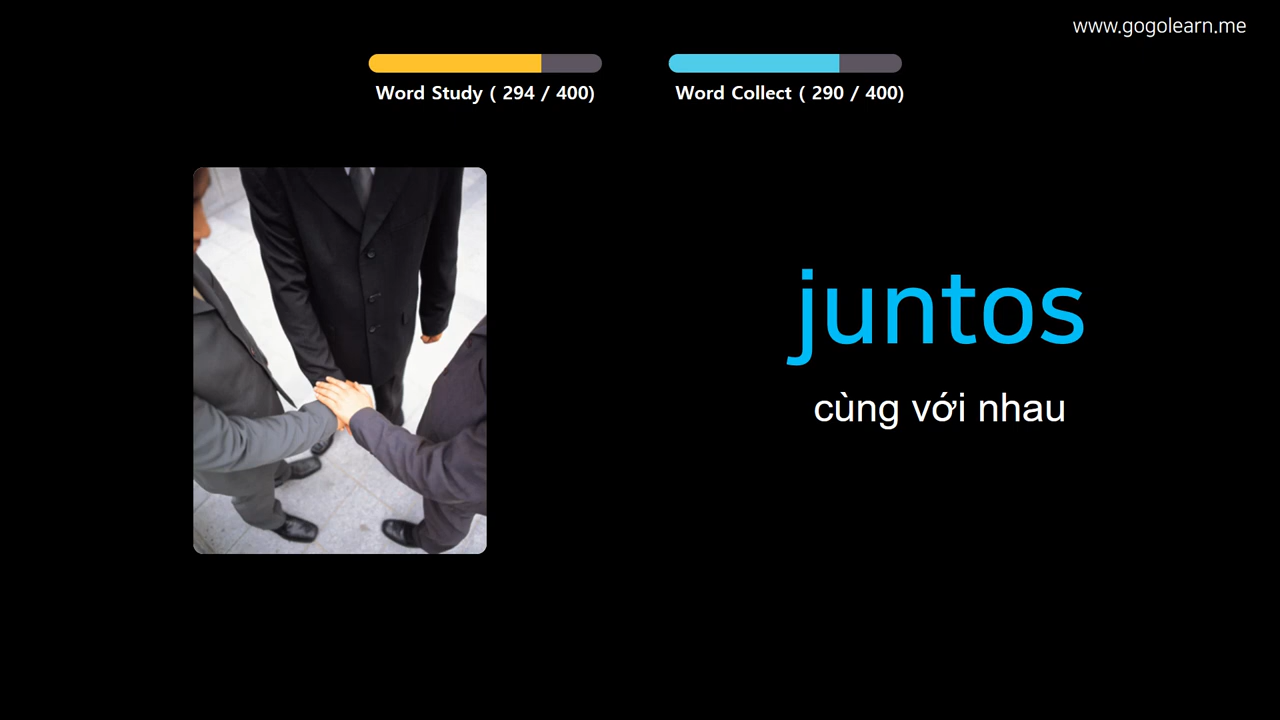 www.gogolearn.me
Word Study ( 294 / 400)
Word Collect ( 290 / 400)
juntos
cùng với nhau